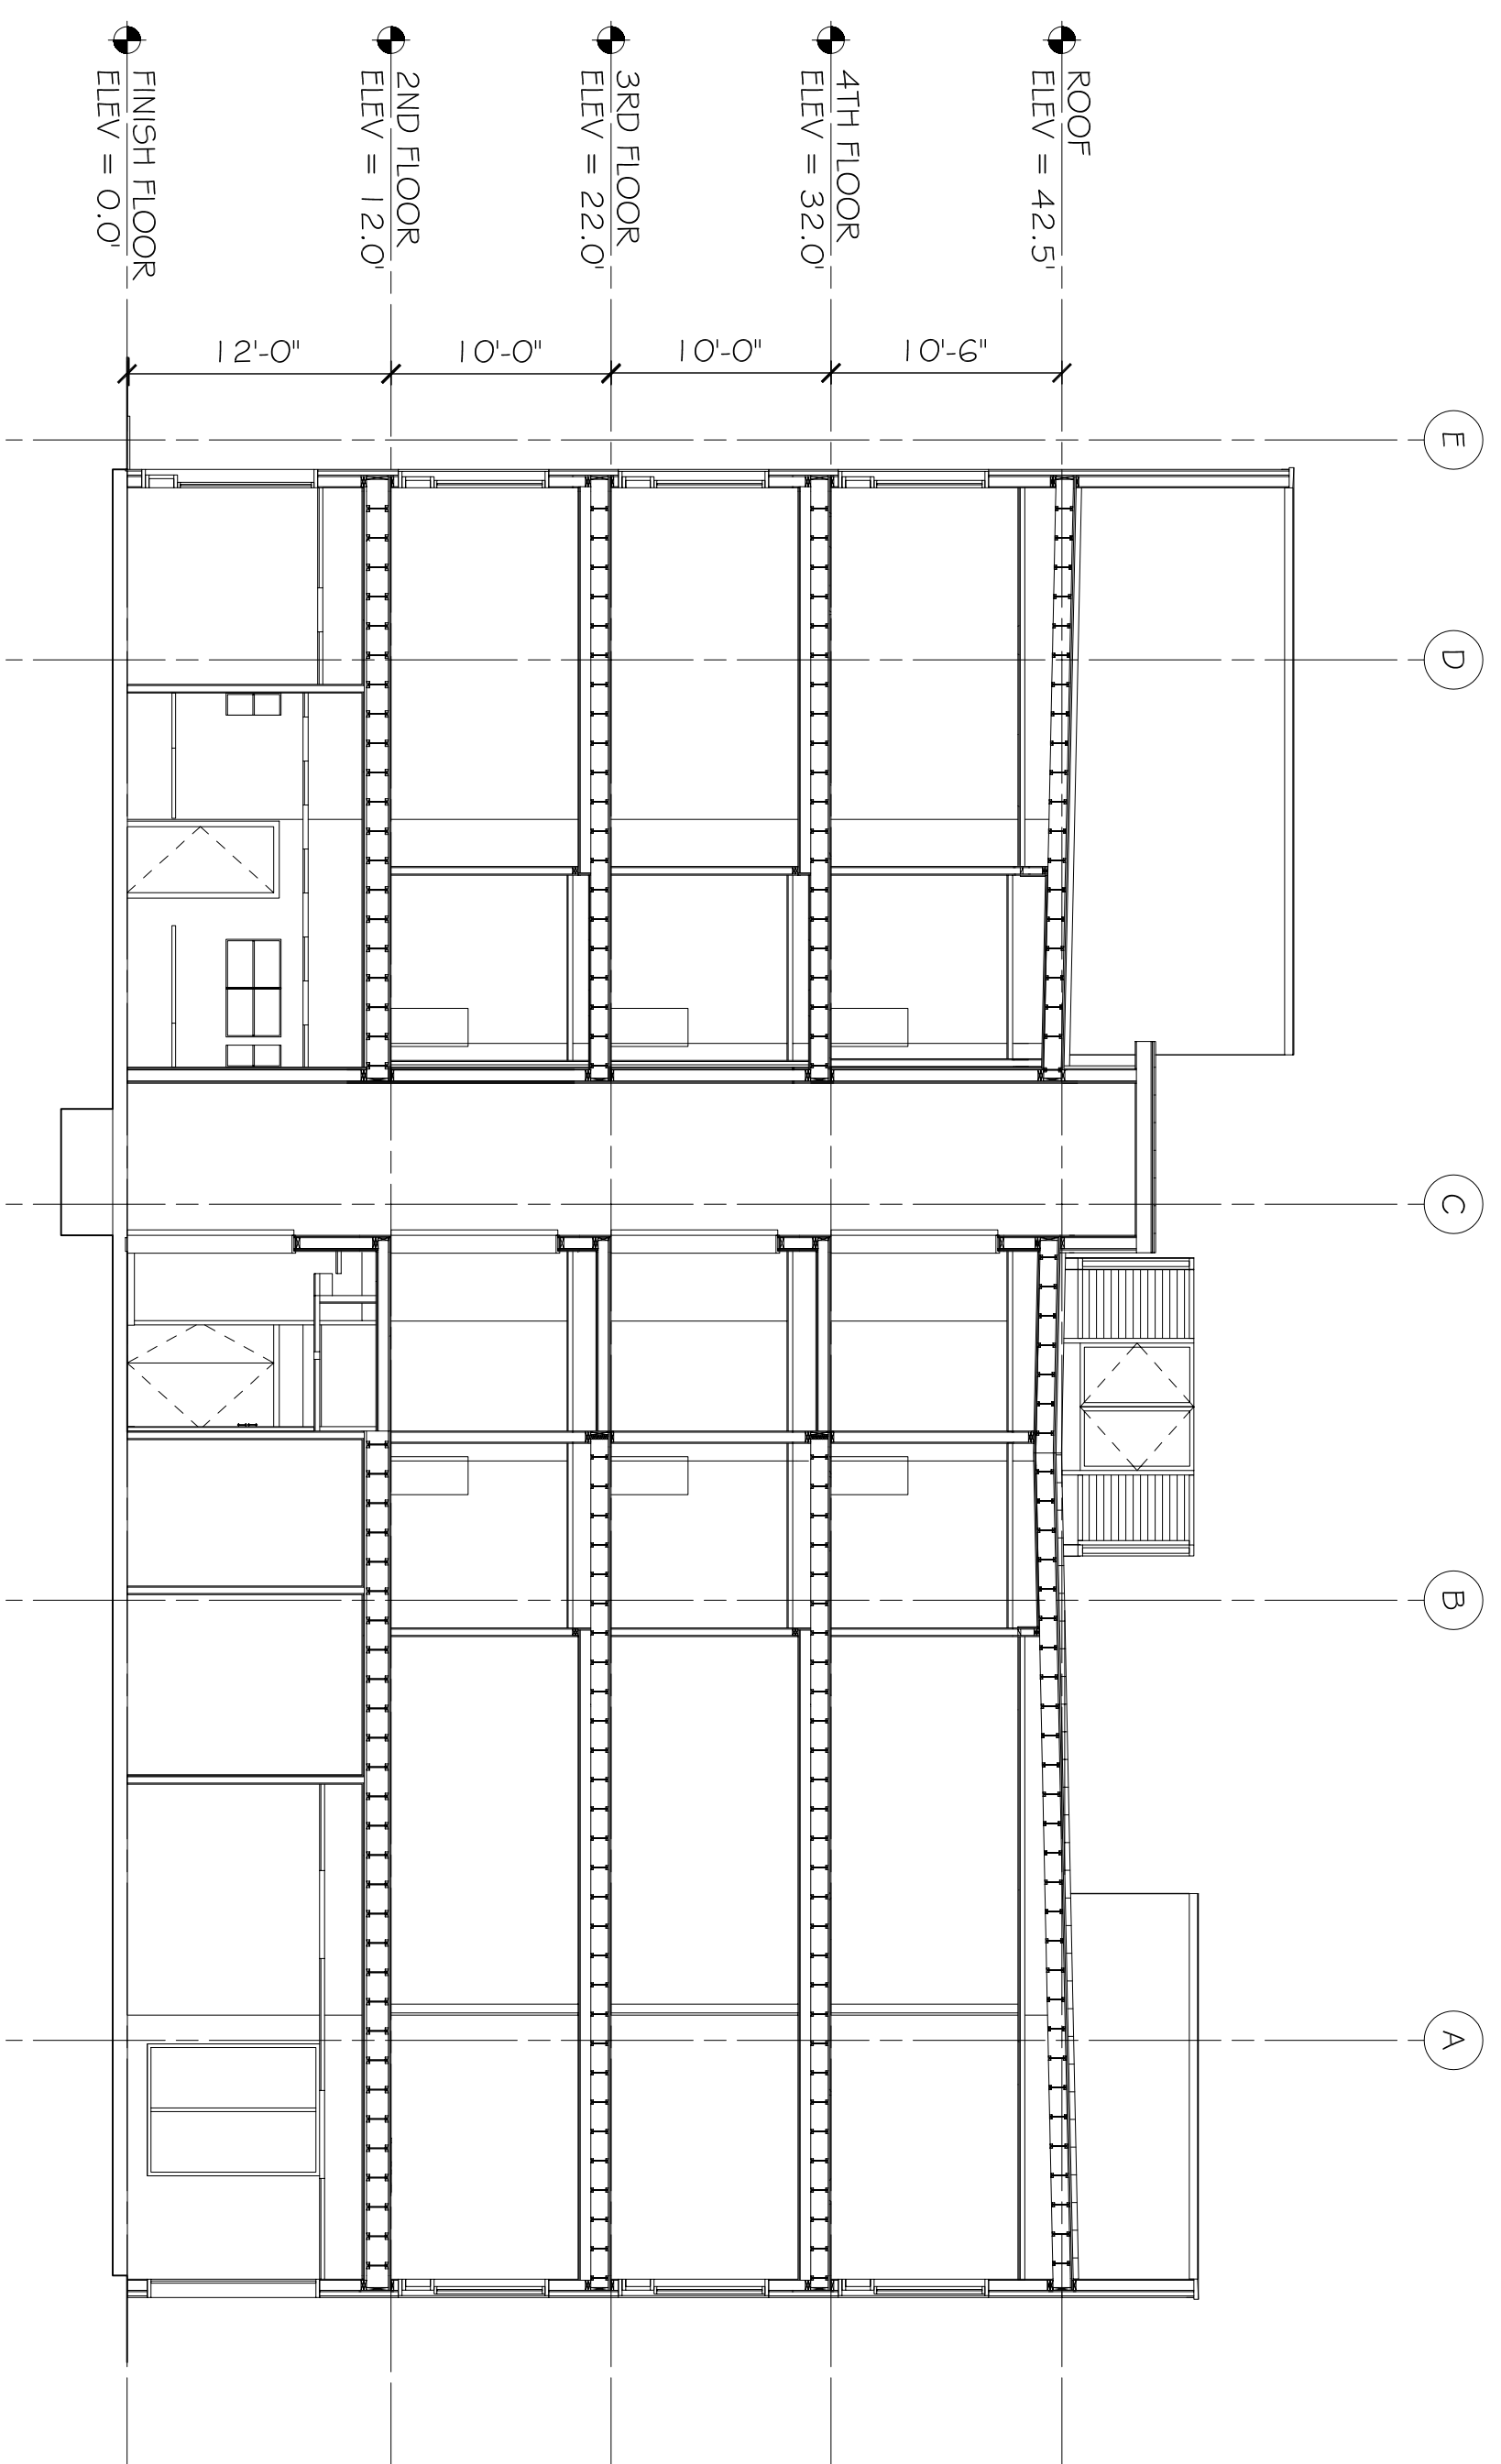 E
D
C
B
A
ROOF
ELEV = 42.5'
4TH FLOOR
ELEV = 32.0'
3RD FLOOR
ELEV = 22.0'
2ND FLOOR
ELEV = 12.0'
FINISH FLOOR
ELEV = 0.0'
10'-6"
10'-0"
10'-0"
12'-0"